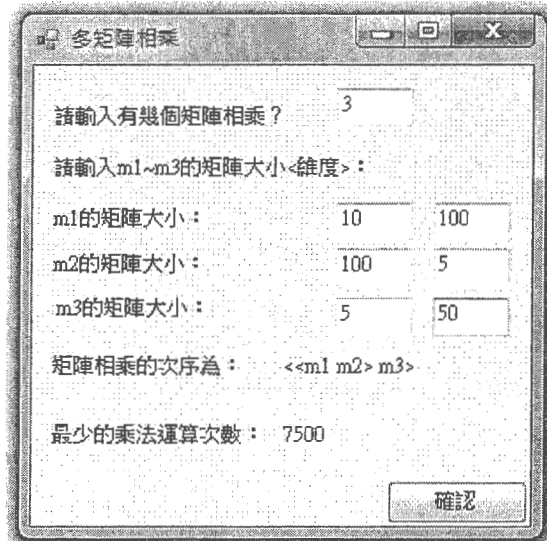 多矩陣相乘
請輸入有幾個矩陣相乘? 3
請輸入m1~m3的矩陣大小<維度>:
m1的矩陣大小: 10 100
m2的矩陣大小: 100 5
m3的矩陣大小: 5 50
矩陣相乘的次序為: <<m1 m2> m3>
最少的乘法運算次數: 7500
確認